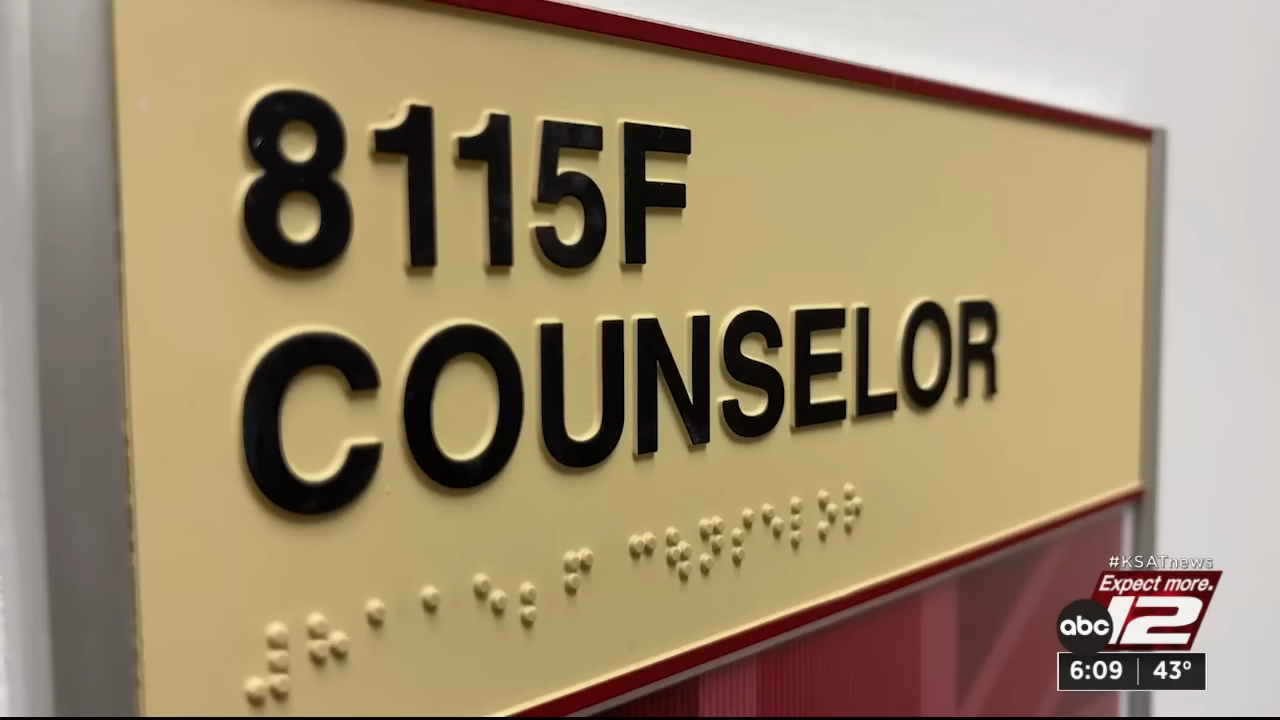 8115F
COUNSELOR
#KSATnews
Expect more.
abc 12
6:09 43°